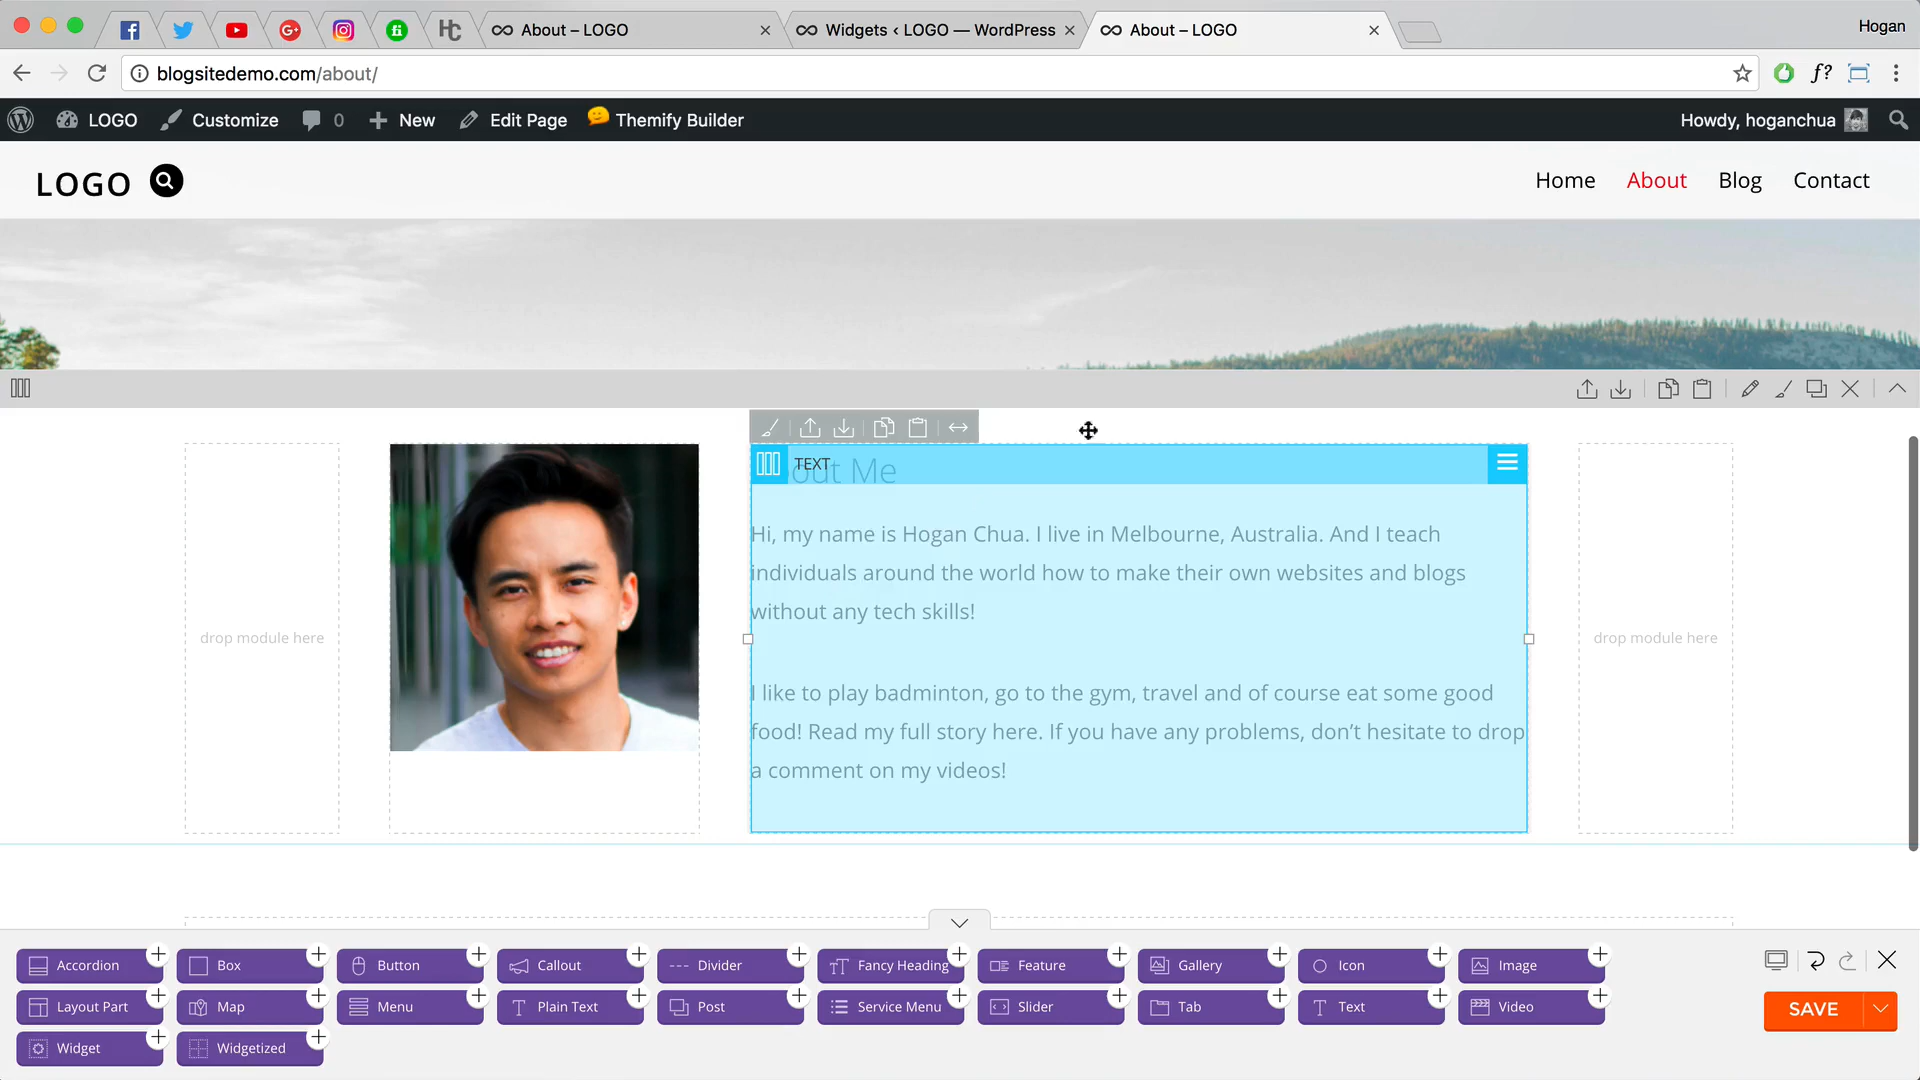 About – LOGO
Widgets ‹ LOGO — WordPress
About – LOGO
Hogan
blogsitedemo.com/about/
f?
LOGO
Customize
0
New
Edit Page
Themify Builder
Howdy, hoganchua
LOGO
Home
About
Blog
Contact
TEXT
out Me
Hi, my name is Hogan Chua. I live in Melbourne, Australia. And I teach
individuals around the world how to make their own websites and blogs
without any tech skills!
I like to play badminton, go to the gym, travel and of course eat some good
food! Read my full story here. If you have any problems, don’t hesitate to drop
a comment on my videos!
drop module here
drop module here
Accordion
Box
Button
Callout
Divider
Fancy Heading
Feature
Gallery
Icon
Image
Layout Part
Map
Menu
Plain Text
Post
Service Menu
Slider
Tab
Text
Video
Widget
Widgetized
SAVE